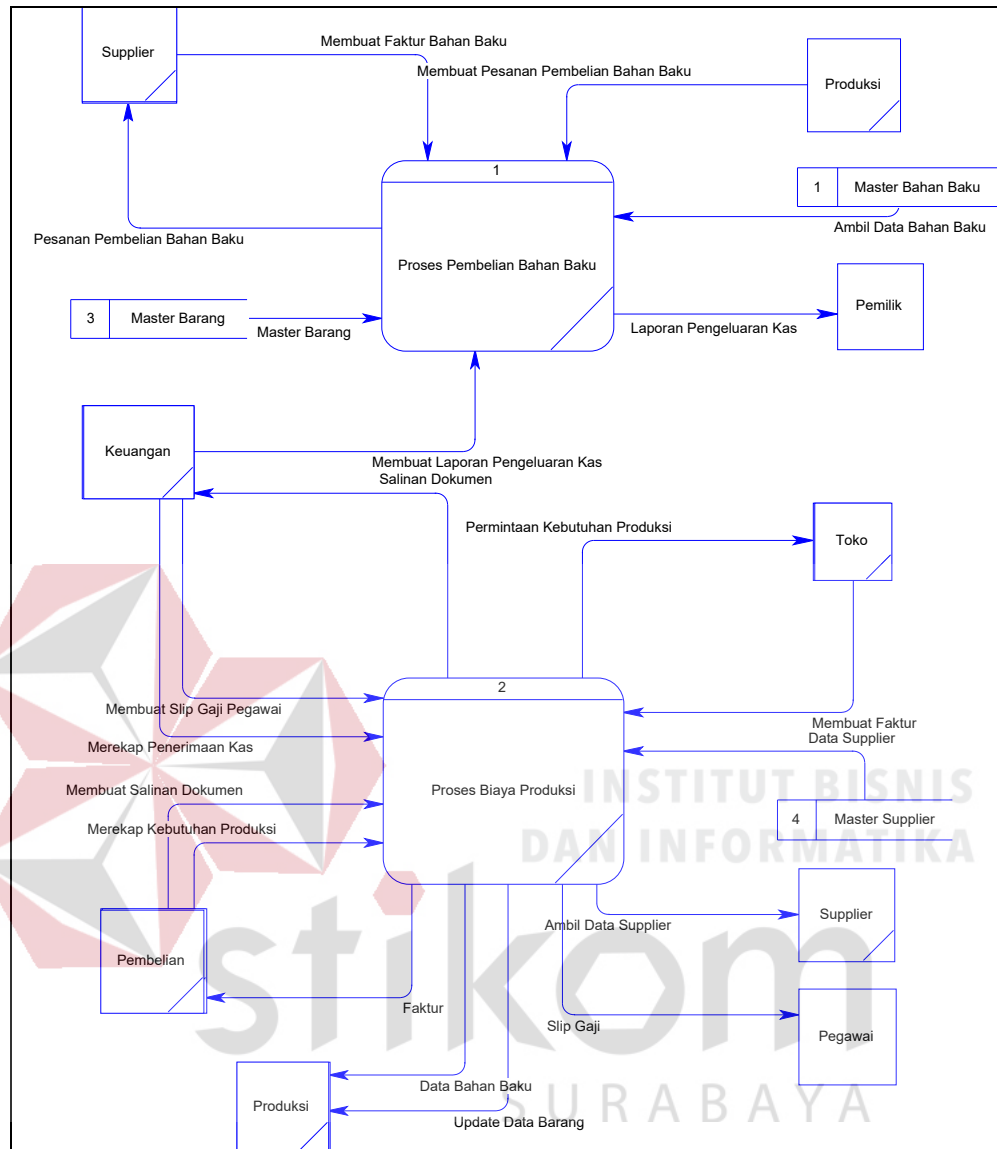 Supplier
Membuat Faktur Bahan Baku
Membuat Pesanan Pembelian Bahan Baku
Produksi
1
Proses Pembelian Bahan Baku
1 Master Bahan Baku
Ambil Data Bahan Baku
Pesanan Pembelian Bahan Baku
3 Master Barang
Master Barang
Laporan Pengeluaran Kas
Pemilik
Keuangan
Membuat Laporan Pengeluaran Kas
Salinan Dokumen
Permintaan Kebutuhan Produksi
Toko
2
Proses Biaya Produksi
Membuat Slip Gaji Pegawai
Merekap Penerimaan Kas
Membuat Faktur
Data Supplier
Membuat Salinan Dokumen
Merekap Kebutuhan Produksi
4 Master Supplier
INSTITUT BISNIS
DAN INFORMATIKA
stikom
SURABAYA
Ambil Data Supplier
Supplier
Pembelian
Faktur
Slip Gaji
Pegawai
Data Bahan Baku
Produksi
Update Data Barang